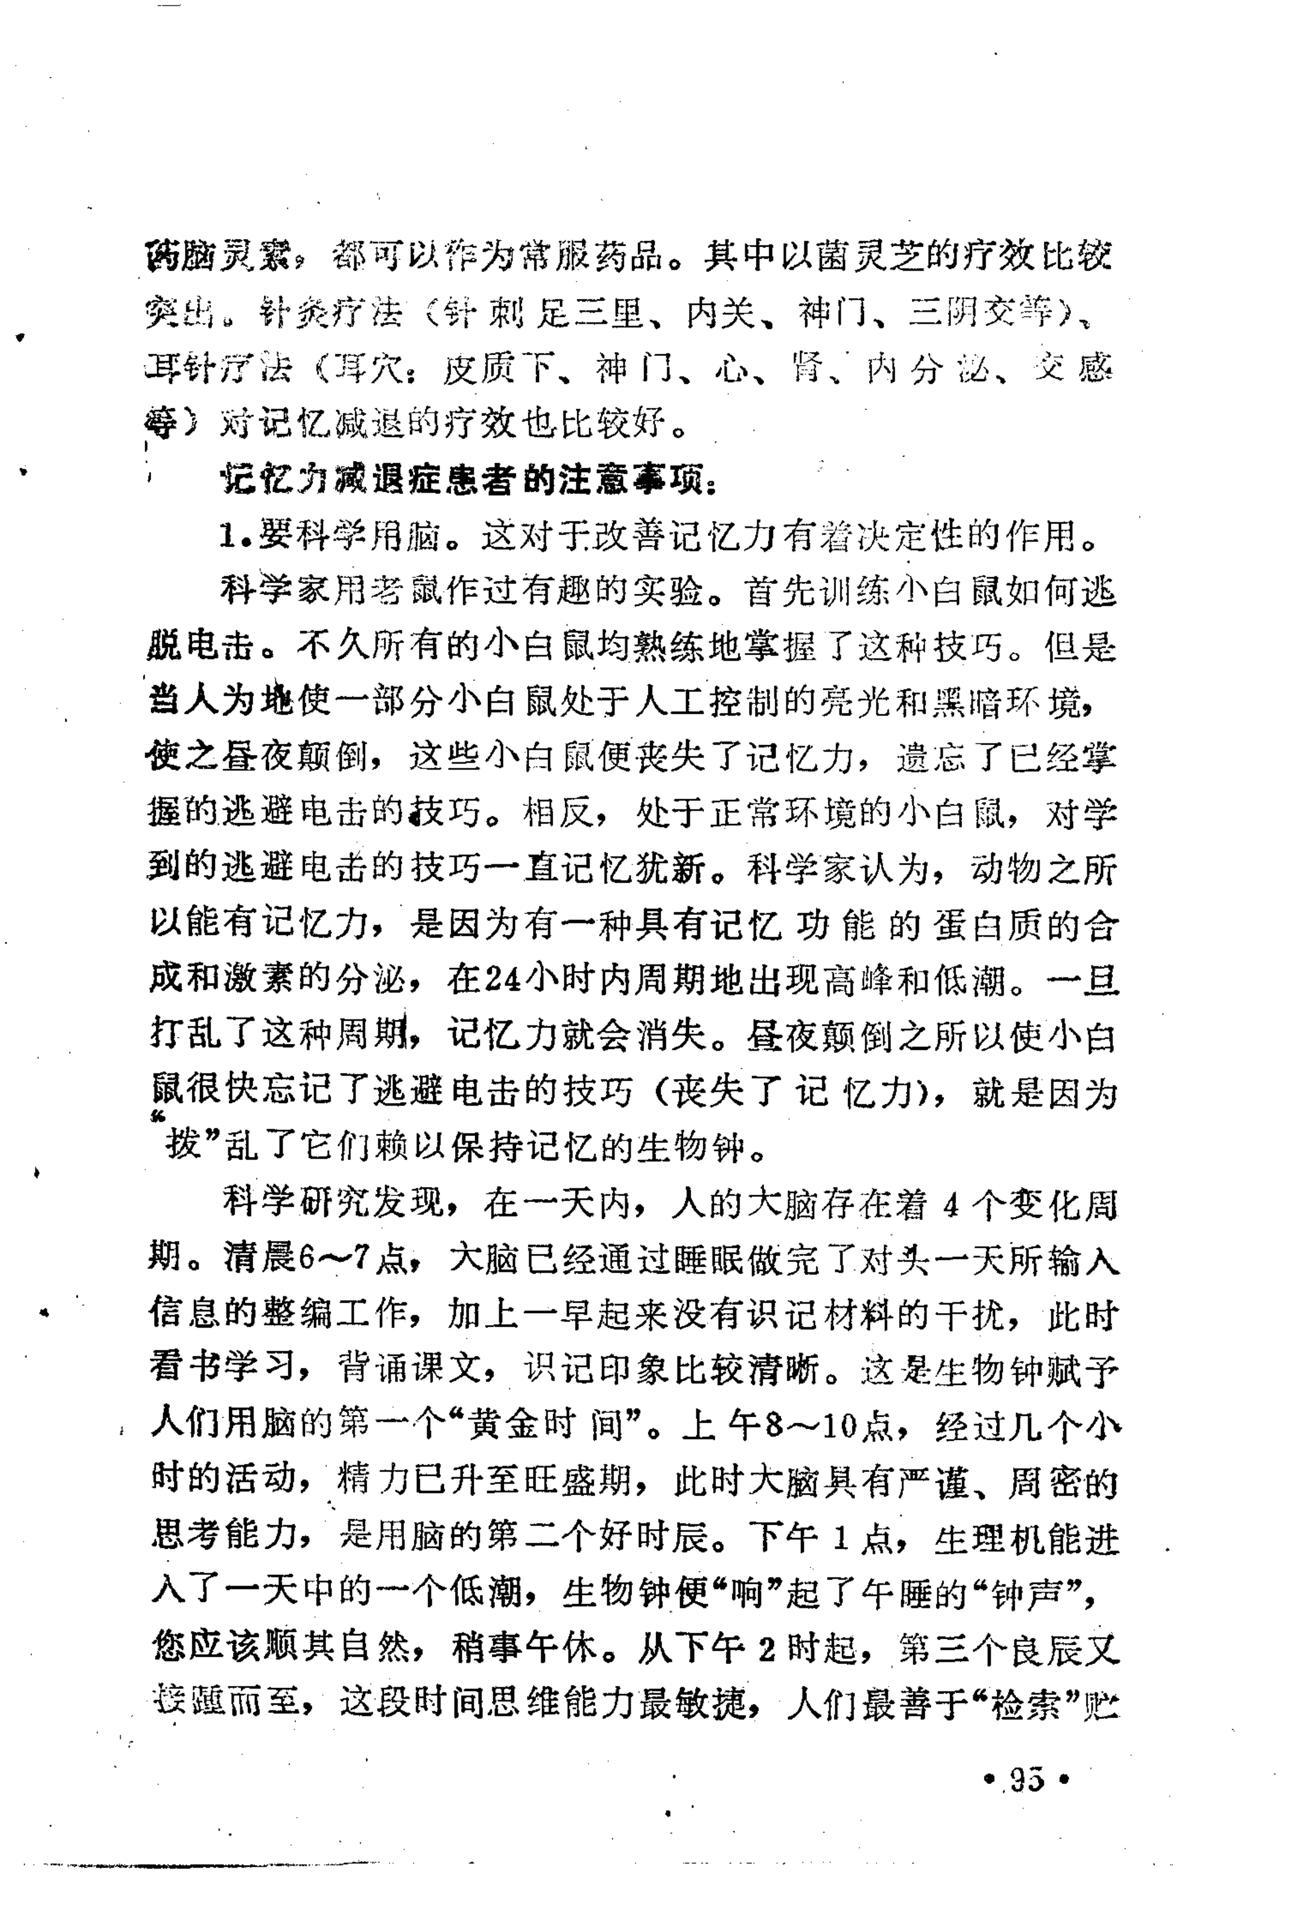 药脑灵素，都可以作为常服药品。其中以菌灵芝的疗效比较
突出。针灸疗法（针刺足三里、内关、神门、三阴交等）、
耳针疗法（耳穴：皮质下、神门、心、肾、内分泌、交感
等）对记忆减退的疗效也比较好。
记忆力减退症患者的注意事项：
1.要科学用脑。这对于改善记忆力有着决定性的作用。
科学家用老鼠作过有趣的实验。首先训练小白鼠如何逃
脱电击。不久所有的小白鼠均熟练地掌握了这种技巧。但是
当人为地使一部分小白鼠处于人工控制的亮光和黑暗环境，
使之昼夜颠倒，这些小白鼠便丧失了记忆力，遗忘了已经掌
握的逃避电击的技巧。相反，处于正常环境的小白鼠，对学
到的逃避电击的技巧一直记忆犹新。科学家认为，动物之所
以能有记忆力，是因为有一种具有记忆功能的蛋白质的合
成和激素的分泌，在24小时内周期地出现高峰和低潮。一旦
打乱了这种周期，记忆力就会消失。昼夜颠倒之所以使小白
鼠很快忘记了逃避电击的技巧（丧失了记忆力），就是因为
“拨”乱了它们赖以保持记忆的生物钟。
科学研究发现，在一天内，人的大脑存在着4个变化周
期。清晨6～7点，大脑已经通过睡眠做完了对头一天所输入
信息的整编工作，加上一早起来没有识记材料的干扰，此时
看书学习，背诵课文，识记印象比较清晰。这是生物钟赋予
人们用脑的第一个“黄金时间”。上午8～10点，经过几个小
时的活动，精力已升至旺盛期，此时大脑具有严谨、周密的
思考能力，是用脑的第二个好时辰。下午1点，生理机能进
入了一天中的一个低潮，生物钟便“响”起了午睡的“钟声”，
您应该顺其自然，稍事午休。从下午2时起，第三个良辰又
接踵而至，这段时间思维能力最敏捷，人们最善于“检索”贮
•95•